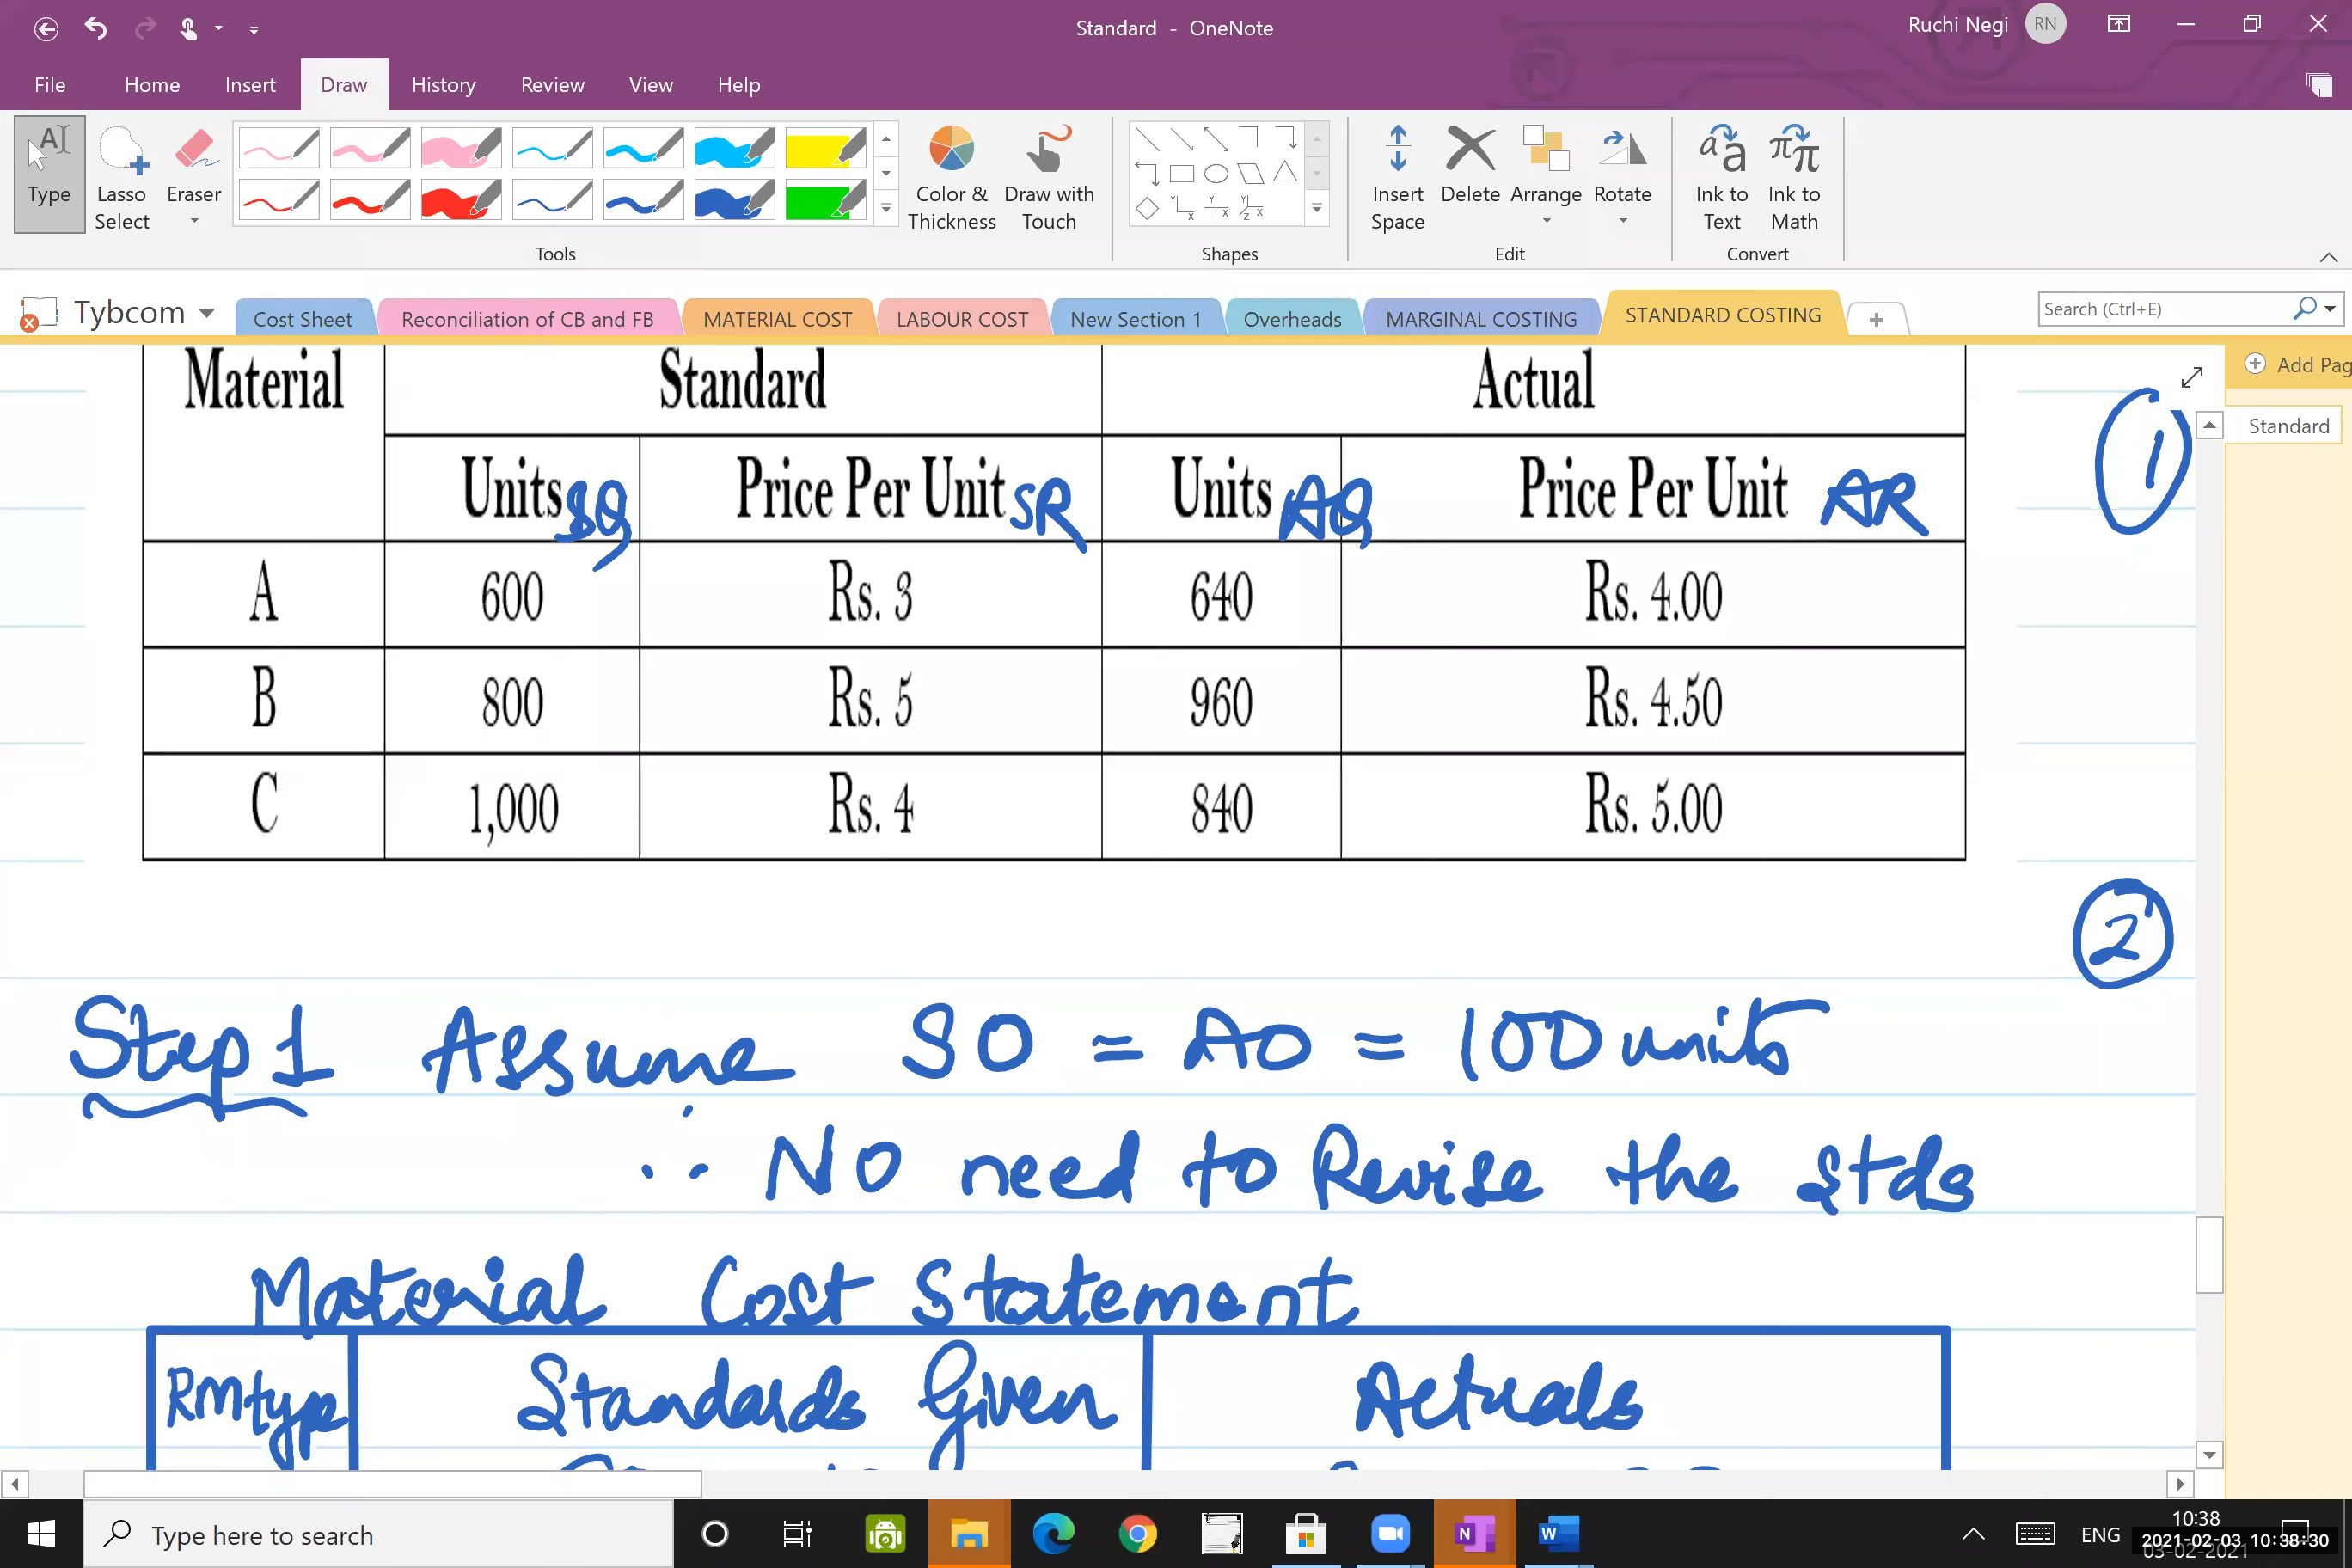 Standard - OneNote
Ruchi Negi RN
File Home Insert Draw History Review View Help
Type
Lasso Select
Eraser
Color & Thickness
Draw with Touch
Insert Space
Delete
Arrange
Rotate
Ink to Text
Ink to Math
Tools Shapes Edit Convert
Tybcom Cost Sheet Reconciliation of CB and FB MATERIAL COST LABOUR COST New Section 1 Overheads MARGINAL COSTING STANDARD COSTING Search (Ctrl+E)
Add Pag
Standard
Material Standard Actual
1
Units SQ Price Per Unit SR Units AQ Price Per Unit AR
A 600 Rs. 3 640 Rs. 4.00
B 800 Rs. 5 960 Rs. 4.50
C 1,000 Rs. 4 840 Rs. 5.00
2
Step 1 Assume SO = AO = 100 units
∴ No need to Revise the Stds
Material Cost Statement
RM type Standards Given Actuals
Type here to search
ENG
10:38
03-02-2021
2021-02-03 10:38:30